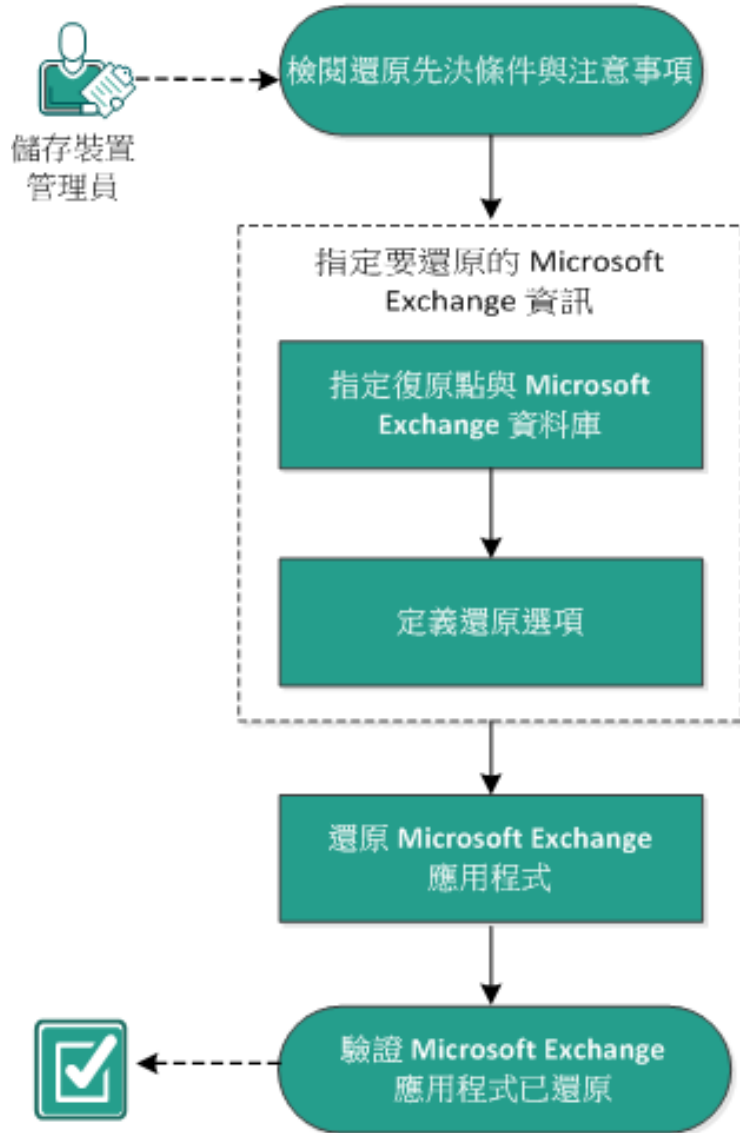 檢閱還原先決條件與注意事項
儲存裝置
管理員
指定要還原的 Microsoft
Exchange 資訊
指定復原點與 Microsoft
Exchange 資料庫
定義還原選項
還原 Microsoft Exchange
應用程式
驗證 Microsoft Exchange
應用程式已還原